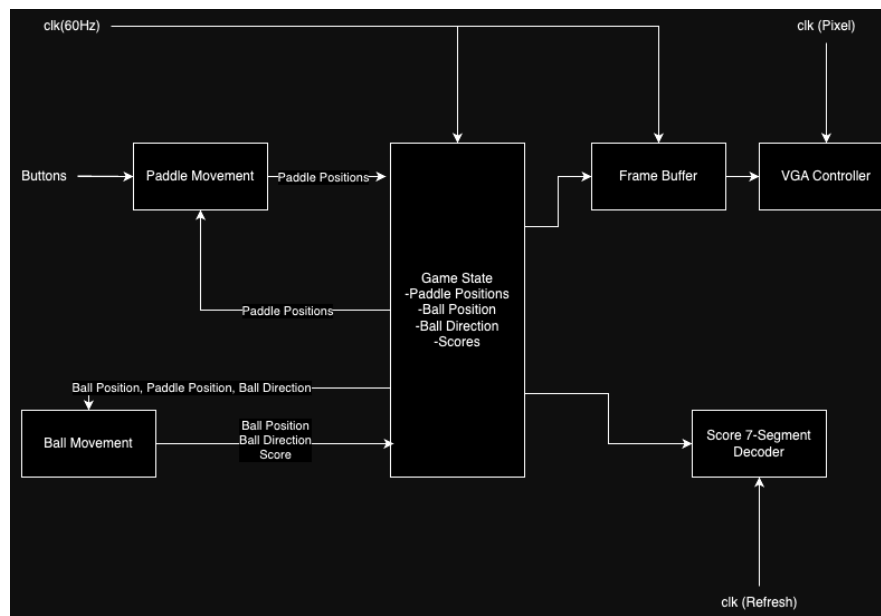 clk(60Hz)
clk (Pixel)
Buttons
Paddle Movement
Paddle Positions
Frame Buffer
VGA Controller
Game State
-Paddle Positions
-Ball Position
-Ball Direction
-Scores
Paddle Positions
Ball Position, Paddle Position, Ball Direction
Ball Movement
Ball Position
Ball Direction
Score
Score 7-Segment
Decoder
clk (Refresh)